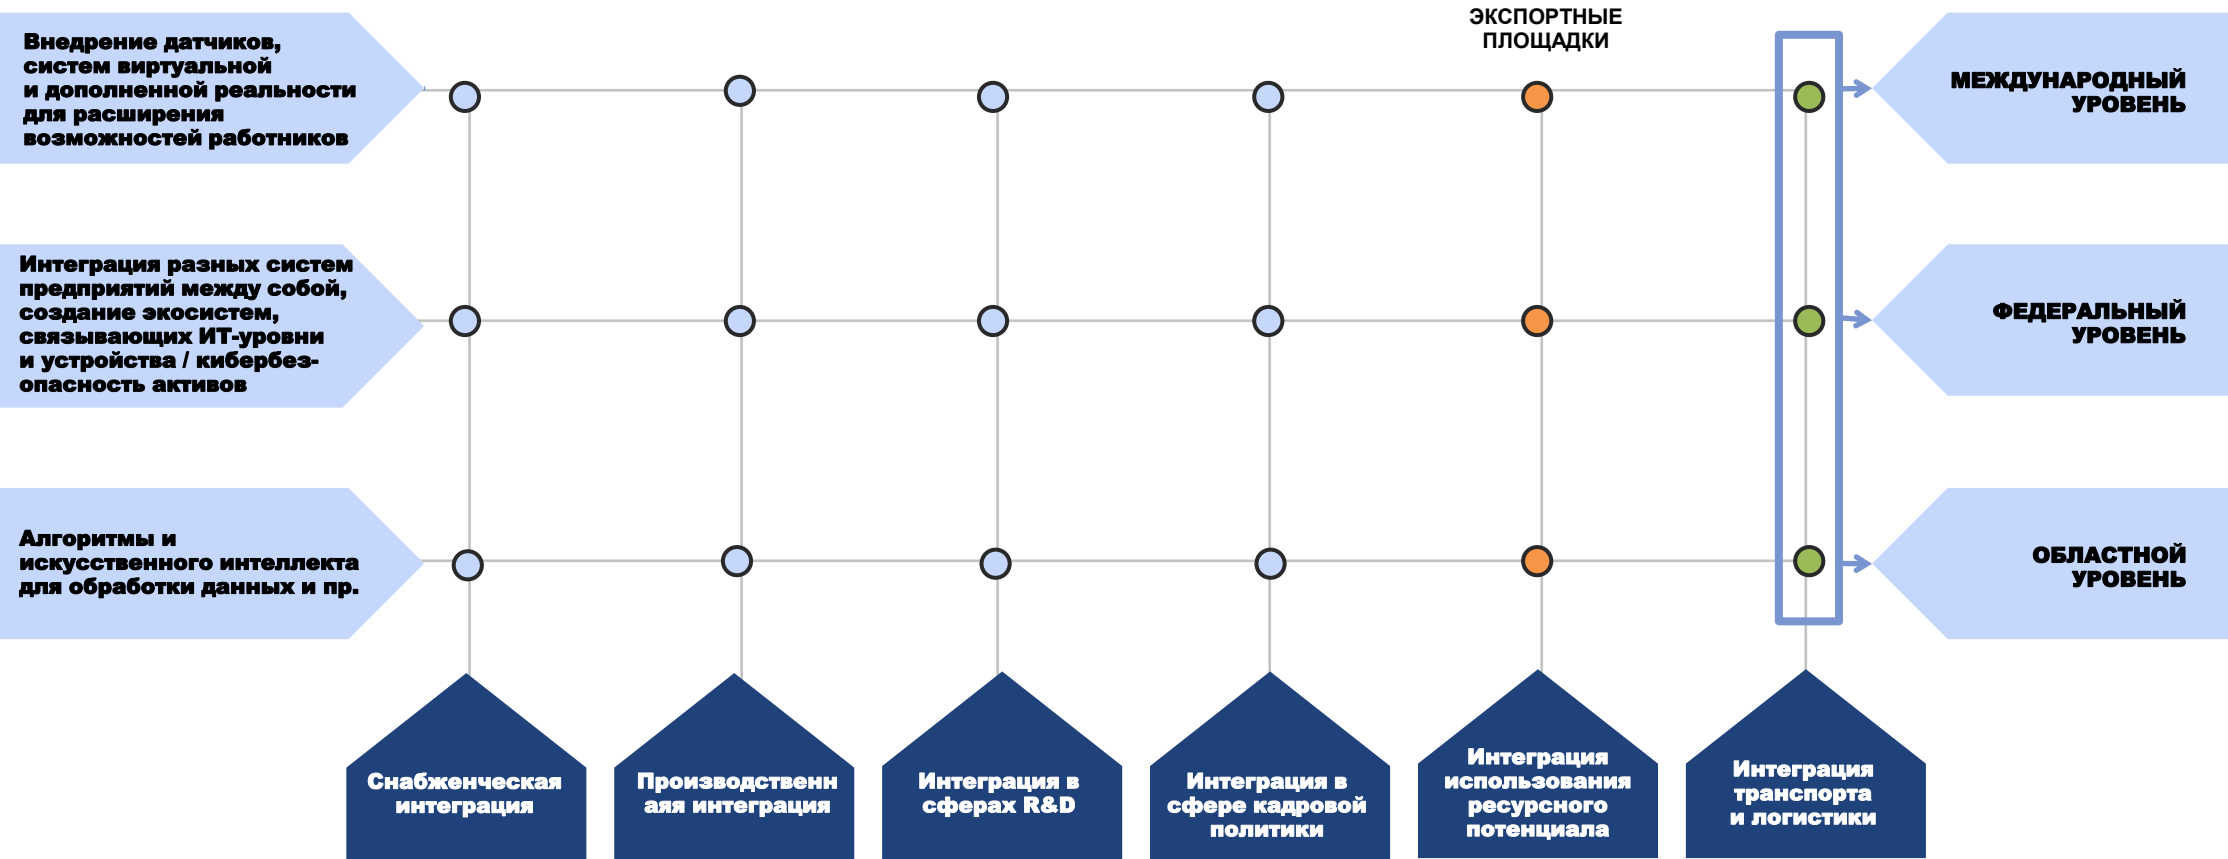 ЭКСПОРТНЫЕ
ПЛОЩАДКИ
Внедрение датчиков,
систем виртуальной
и дополненной реальности
для расширения
возможностей работников
МЕЖДУНАРОДНЫЙ
УРОВЕНЬ
Интеграция разных систем
предприятий между собой,
создание экосистем,
связывающих ИТ-уровни
и устройства / кибербез-
опасность активов
ФЕДЕРАЛЬНЫЙ
УРОВЕНЬ
Алгоритмы и
искусственного интеллекта
для обработки данных и пр.
ОБЛАСТНОЙ
УРОВЕНЬ
Снабженческая
интеграция
Производственн
аяя интеграция
Интеграция в
сферах R&D
Интеграция в
сфере кадровой
политики
Интеграция
использования
ресурсного
потенциала
Интеграция
транспорта
и логистики